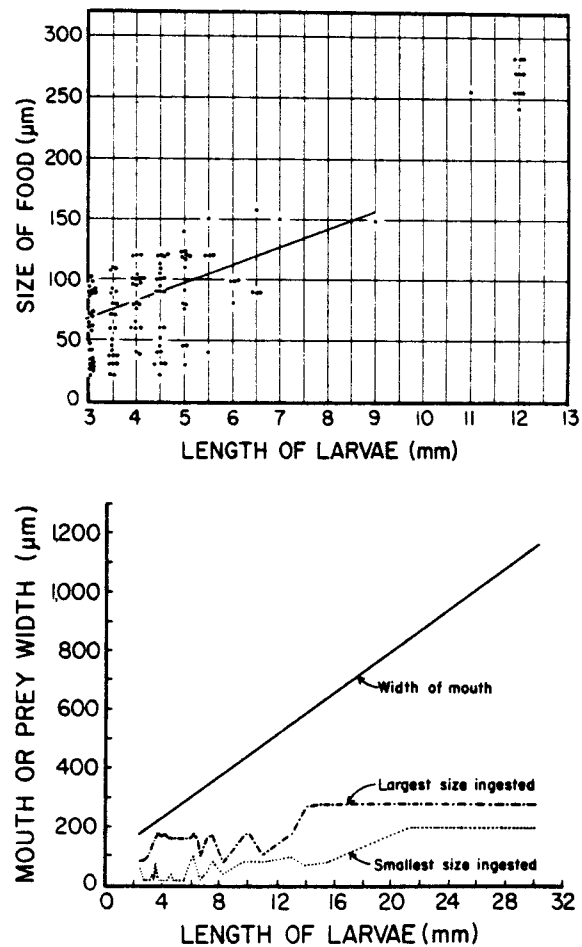 SIZE OF FOOD (µm)
300
250
200
150
100
50
0
3 4 5 6 7 8 9 10 11 12 13
LENGTH OF LARVAE (mm)
MOUTH OR PREY WIDTH (µm)
1,200
1,000
800
600
400
200
0
Width of mouth
Largest size ingested
Smallest size ingested
0 4 8 12 16 20 24 28 32
LENGTH OF LARVAE (mm)